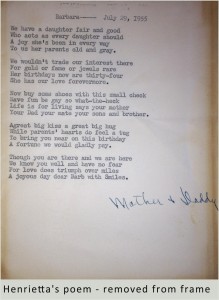 Barbara---- July 29, 1955
We have a daughter fair and good
Who acts as every daughter should
A joy she's been in every way
To us her parents old and gray.
We wouldn't trade our interest there
For gold or fame or jewels rare
Her birthdays now are thirty-four
She has our love forevermore.
Now buy some shoes with this small check
Have fun be gay so what-the-heck
Life is for living says your mother
Your Dad your mate your sons and brother.
A great big kiss a great big hug
While parents' hearts do feel a tug
To bring you near on this birthday
A fortune we would gladly pay.
Though you are there and we are here
Be know you well and have no fear
For love does triumph over miles
A joyous day dear Barb with Smiles.
Mother & Daddy
Henrietta's poem - removed from frame